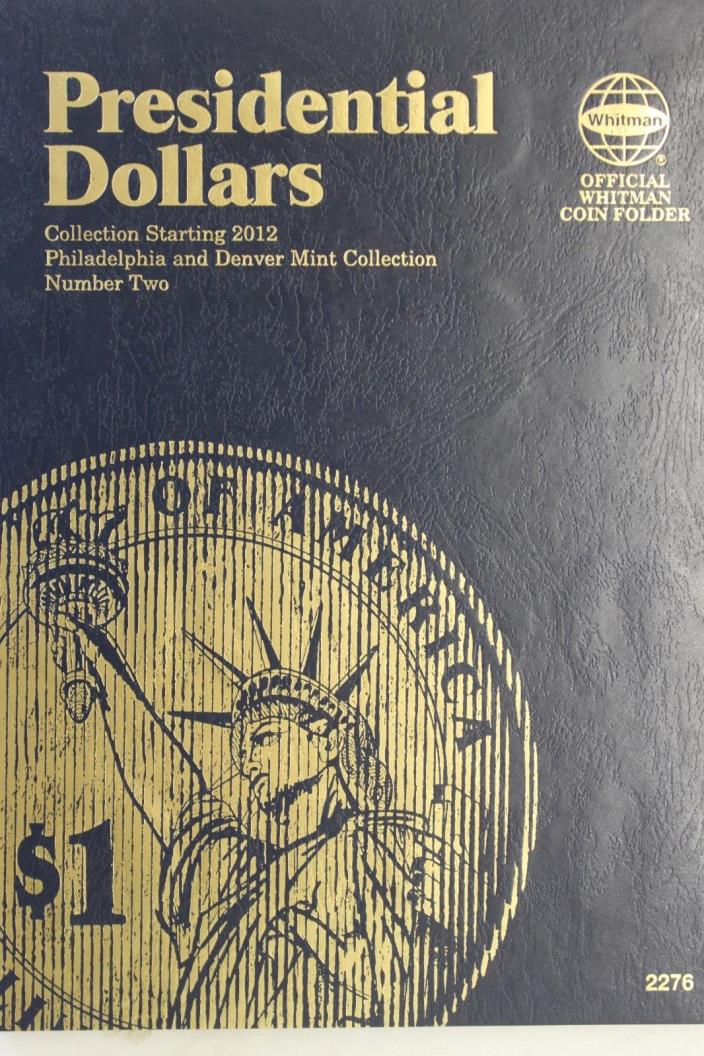 Presidential
Dollars
Collection Starting 2012
Philadelphia and Denver Mint Collection
Number Two
Whitman
®
OFFICIAL
WHITMAN
COIN FOLDER
OF AMERICA
$1
2276